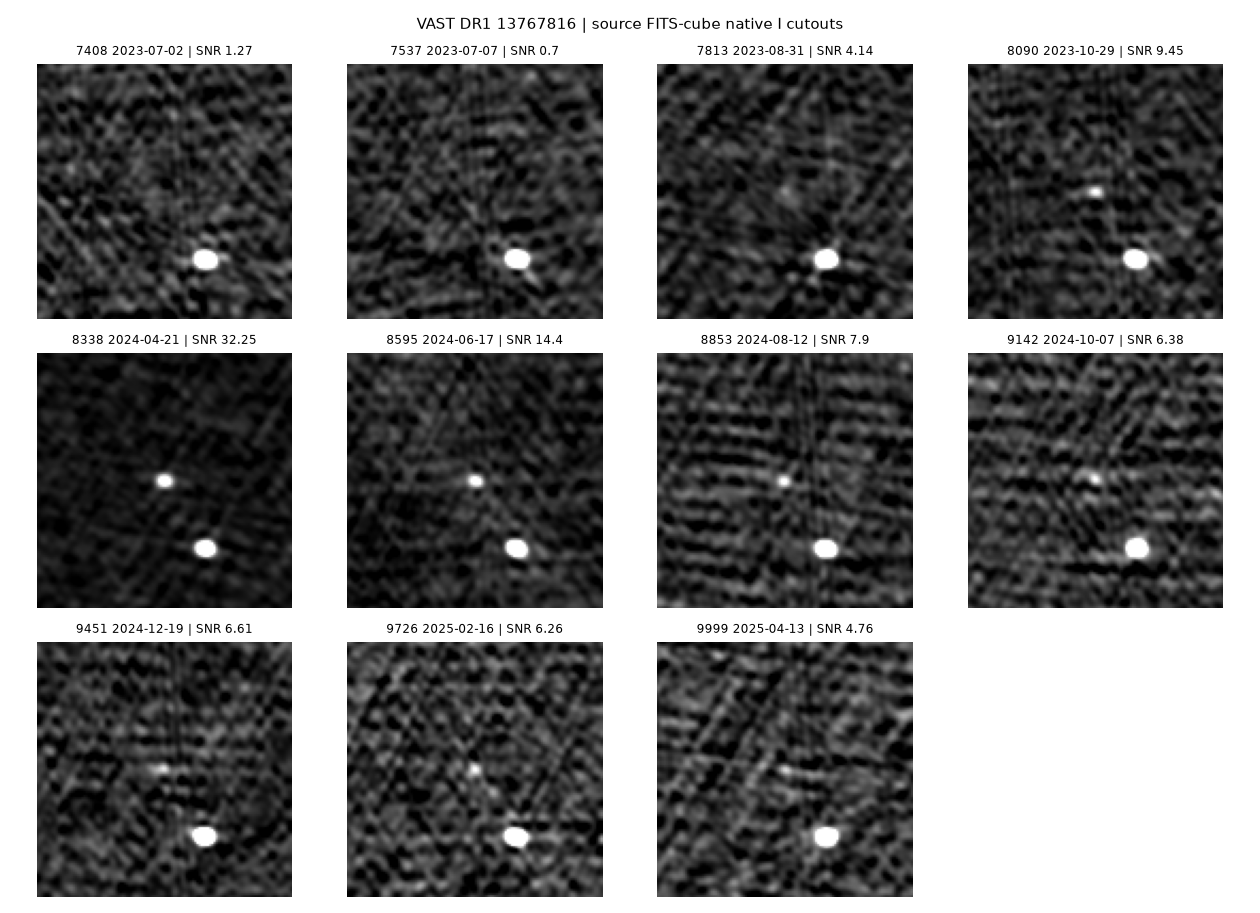 VAST DR1 13767816 | source FITS-cube native I cutouts
7408 2023-07-02 | SNR 1.27
7537 2023-07-07 | SNR 0.7
7813 2023-08-31 | SNR 4.14
8090 2023-10-29 | SNR 9.45
8338 2024-04-21 | SNR 32.25
8595 2024-06-17 | SNR 14.4
8853 2024-08-12 | SNR 7.9
9142 2024-10-07 | SNR 6.38
9451 2024-12-19 | SNR 6.61
9726 2025-02-16 | SNR 6.26
9999 2025-04-13 | SNR 4.76